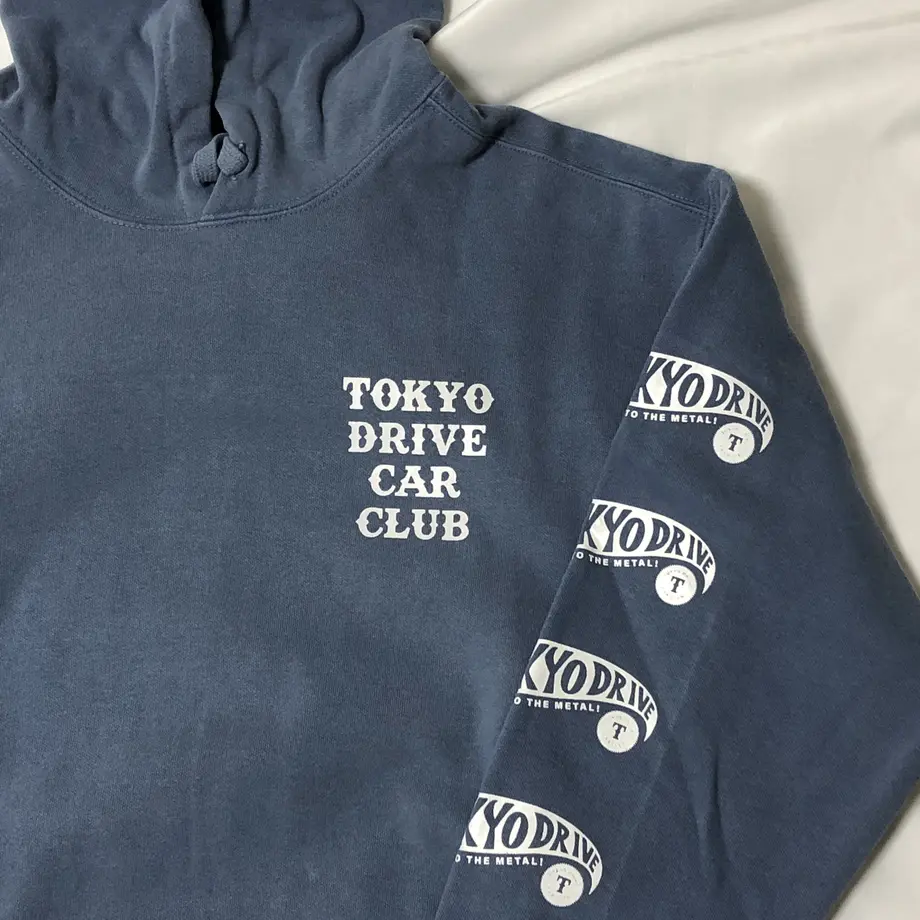 TOKYO
DRIVE
CAR
CLUB
KYO DRIVE
TO THE METAL!
T
KYO DRIVE
O THE METAL!
T
KYO DRIVE
O THE METAL!
T
KYO DRIVE
O THE METAL!
T